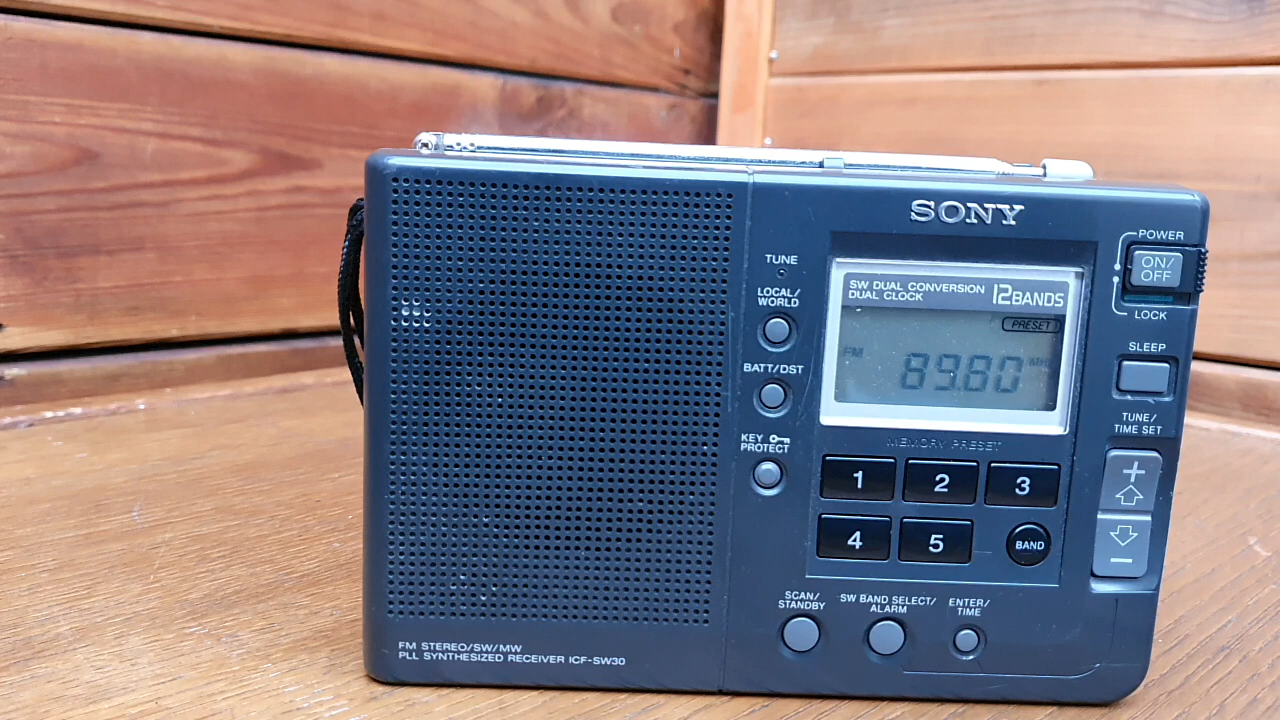 SONY
POWER
ON/
OFF
LOCK
TUNE
LOCAL/
WORLD
SW DUAL CONVERSION
DUAL CLOCK
12BANDS
PRESET
FM
89.80 MHz
SLEEP
BATT/DST
TUNE/
TIME SET
KEY
PROTECT
MEMORY PRESET
1 2 3
4 5 BAND
+
−
SCAN/
STANDBY
SW BAND SELECT/
ALARM
ENTER/
TIME
FM STEREO/SW/MW
PLL SYNTHESIZED RECEIVER ICF-SW30